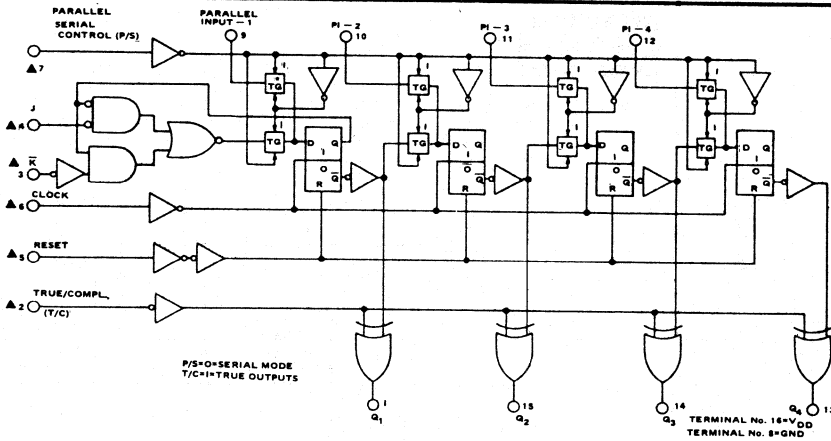 PARALLEL
SERIAL
CONTROL (P/S)
▲7
PARALLEL
INPUT-1
9
PI-2
10
PI-3
11
PI-4
12
J
▲4
▲ K̅
3
CLOCK
▲6
RESET
▲5
TRUE/COMPL.
▲2
(T/C)
TG
TG
TG
TG
TG
TG
TG
TG
D Q
Q̅
R
D Q
Q̅
R
D Q
Q̅
R
D Q
Q̅
R
P/S=0=SERIAL MODE
T/C=1=TRUE OUTPUTS
1
Q1
15
Q2
14
Q3
Q4
TERMINAL No. 16=VDD
TERMINAL No. 8=GND